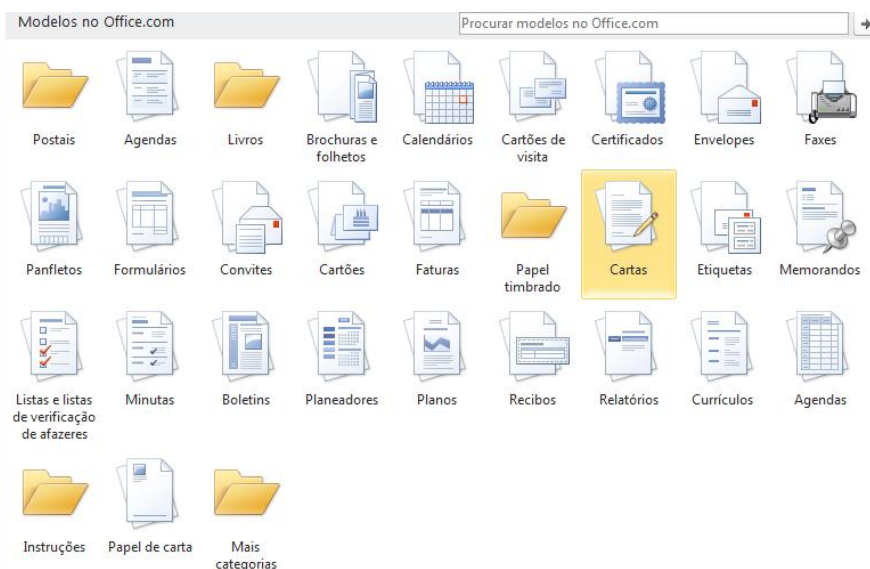 Modelos no Office.com
Procurar modelos no Office.com
Postais
Agendas
Livros
Brochuras e
folhetos
Calendários
Cartões de
visita
Certificados
Envelopes
Faxes
Panfletos
Formulários
Convites
Cartões
Faturas
Papel
timbrado
Cartas
Etiquetas
Memorandos
Listas e listas
de verificação
de afazeres
Minutas
Boletins
Planeadores
Planos
Recibos
Relatórios
Currículos
Agendas
Instruções
Papel de carta
Mais
categorias